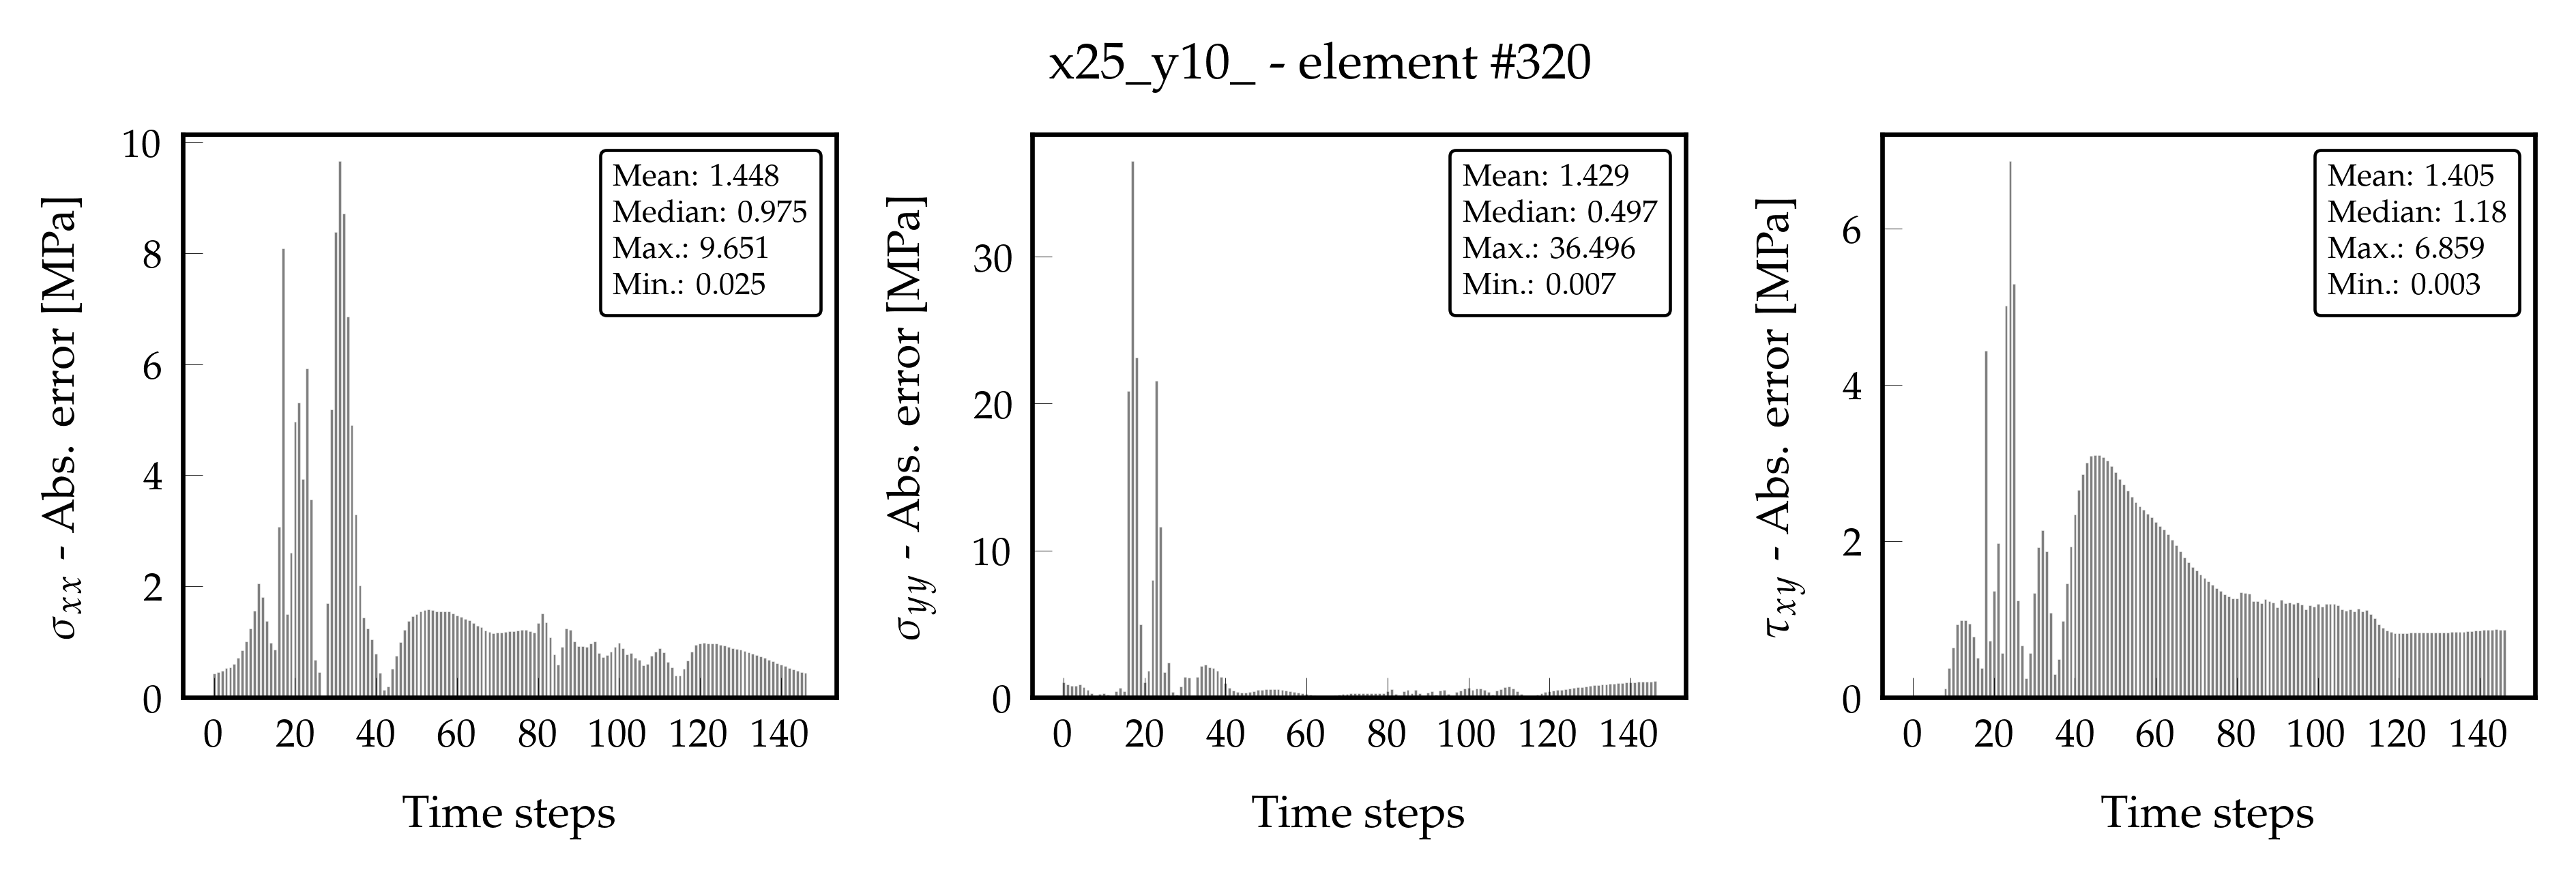 x25_y10_ - element #320
σxx - Abs. error [MPa]
10
8
6
4
2
0
Mean: 1.448
Median: 0.975
Max.: 9.651
Min.: 0.025
0 20 40 60 80 100 120 140
Time steps
σyy - Abs. error [MPa]
30
20
10
0
Mean: 1.429
Median: 0.497
Max.: 36.496
Min.: 0.007
0 20 40 60 80 100 120 140
Time steps
τxy - Abs. error [MPa]
6
4
2
0
Mean: 1.405
Median: 1.18
Max.: 6.859
Min.: 0.003
0 20 40 60 80 100 120 140
Time steps